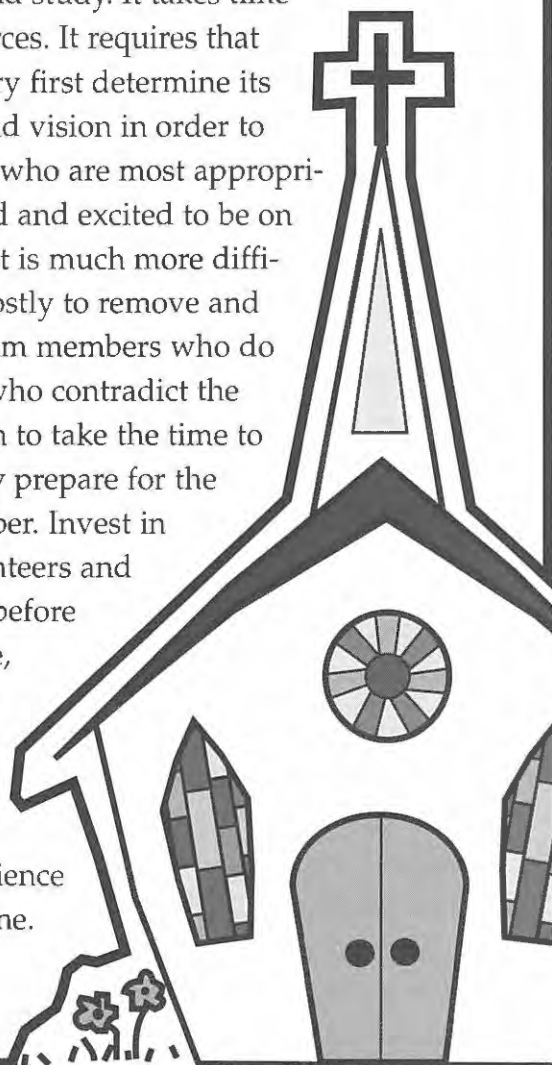 nd study. It takes time
rces. It requires that
ry first determine its
nd vision in order to
who are most appropri-
d and excited to be on
t is much more diffi-
ostly to remove and
am members who do
who contradict the
n to take the time to
y prepare for the
ber. Invest in
nteers and
before
e,
ience
ne.